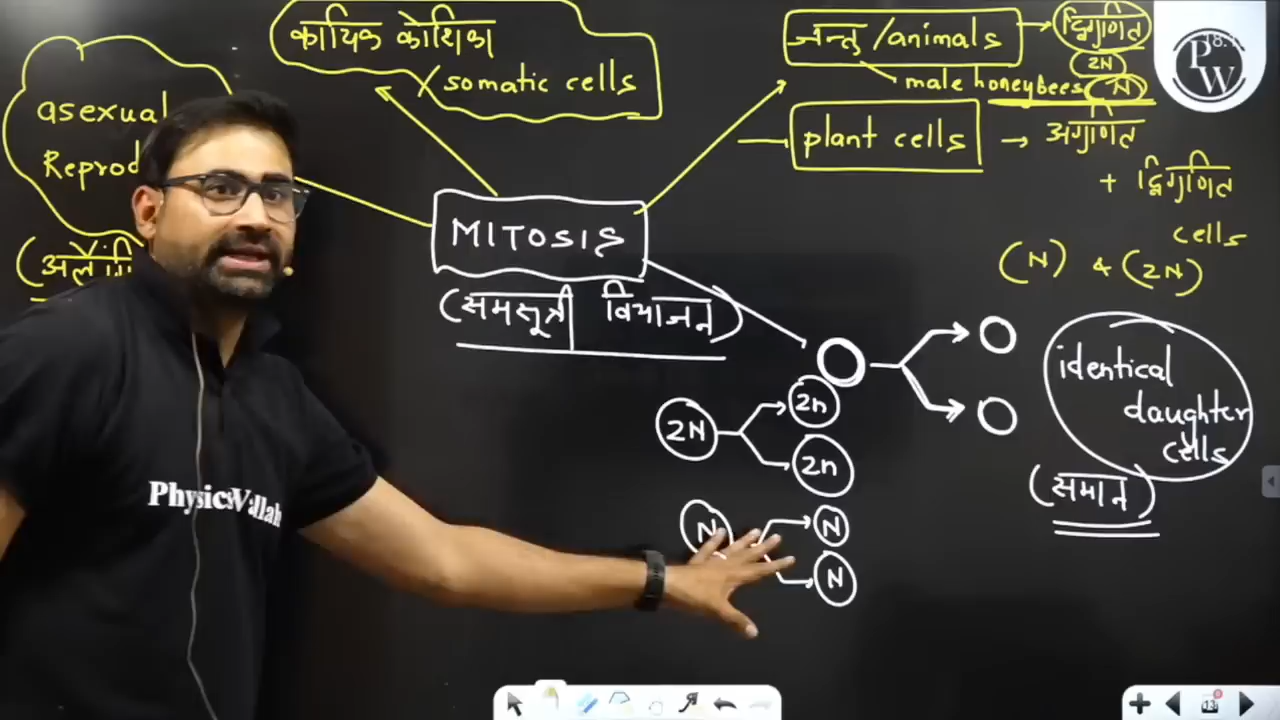 कायिक कोशिका
somatic cells
asexual
Reprod
जन्तु / animals → द्विगुणित
2N
male honeybees N
plant cells → अगुणित
+ द्विगुणित
cells
(N) & (2N)
MITOSIS
(समसूत्री विभाजन)
2N
2n
2n
N
N
N
identical
daughter
cells
(समान)
PhysicsWallah
P
W
13